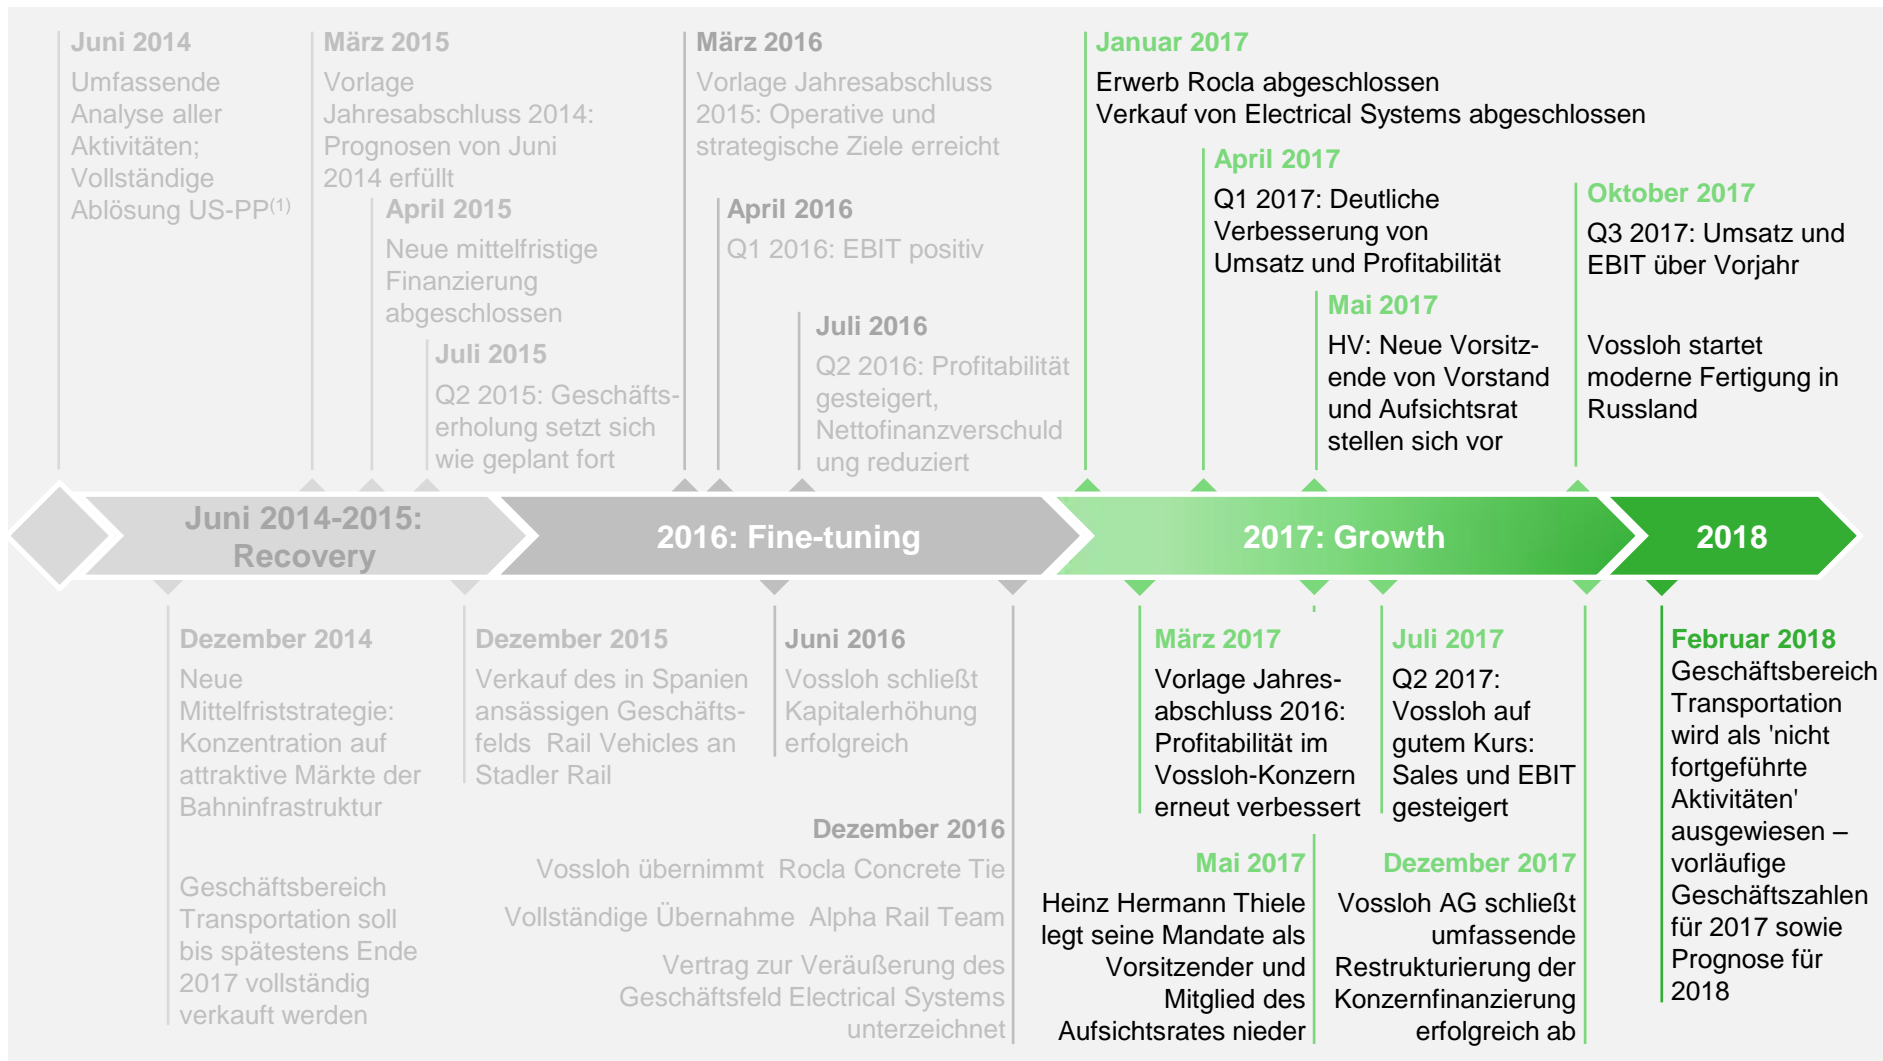 Juni 2014
Umfassende
Analyse aller
Aktivitäten;
Vollständige
Ablösung US-PP(1)
März 2015
Vorlage
Jahresabschluss 2014:
Prognosen von Juni
2014 erfüllt
April 2015
Neue mittelfristige
Finanzierung
abgeschlossen
Juli 2015
Q2 2015: Geschäfts-
erholung setzt sich
wie geplant fort
März 2016
Vorlage Jahresabschluss
2015: Operative und
strategische Ziele erreicht
April 2016
Q1 2016: EBIT positiv
Juli 2016
Q2 2016: Profitabilität
gesteigert,
Nettofinanzverschuld
ung reduziert
Januar 2017
Erwerb Rocla abgeschlossen
Verkauf von Electrical Systems abgeschlossen
April 2017
Q1 2017: Deutliche
Verbesserung von
Umsatz und Profitabilität
Mai 2017
HV: Neue Vorsitz-
ende von Vorstand
und Aufsichtsrat
stellen sich vor
Oktober 2017
Q3 2017: Umsatz und
EBIT über Vorjahr
Vossloh startet
moderne Fertigung in
Russland
Juni 2014-2015:
Recovery
2016: Fine-tuning
2017: Growth
2018
Dezember 2014
Neue
Mittelfriststrategie:
Konzentration auf
attraktive Märkte der
Bahninfrastruktur
Geschäftsbereich
Transportation soll
bis spätestens Ende
2017 vollständig
verkauft werden
Dezember 2015
Verkauf des in Spanien
ansässigen Geschäfts-
felds Rail Vehicles an
Stadler Rail
Juni 2016
Vossloh schließt
Kapitalerhöhung
erfolgreich
Dezember 2016
Vossloh übernimmt Rocla Concrete Tie
Vollständige Übernahme Alpha Rail Team
Vertrag zur Veräußerung des
Geschäftsfeld Electrical Systems
unterzeichnet
März 2017
Vorlage Jahres-
abschluss 2016:
Profitabilität im
Vossloh-Konzern
erneut verbessert
Mai 2017
Heinz Hermann Thiele
legt seine Mandate als
Vorsitzender und
Mitglied des
Aufsichtsrates nieder
Juli 2017
Q2 2017:
Vossloh auf
gutem Kurs:
Sales und EBIT
gesteigert
Dezember 2017
Vossloh AG schließt
umfassende
Restrukturierung der
Konzernfinanzierung
erfolgreich ab
Februar 2018
Geschäftsbereich
Transportation
wird als 'nicht
fortgeführte
Aktivitäten'
ausgewiesen –
vorläufige
Geschäftszahlen
für 2017 sowie
Prognose für
2018